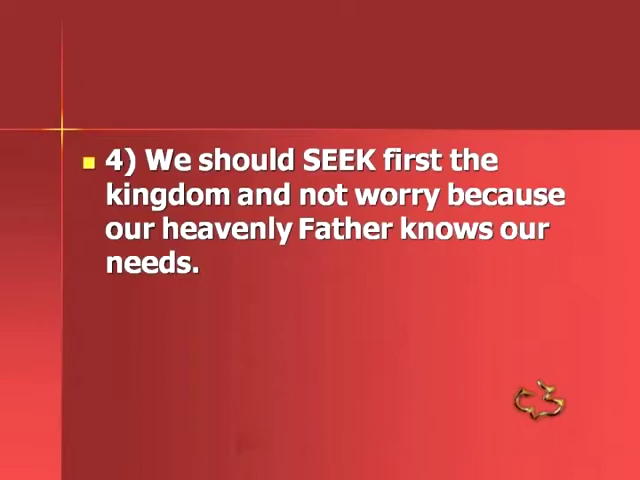 4) We should SEEK first the
kingdom and not worry because
our heavenly Father knows our
needs.